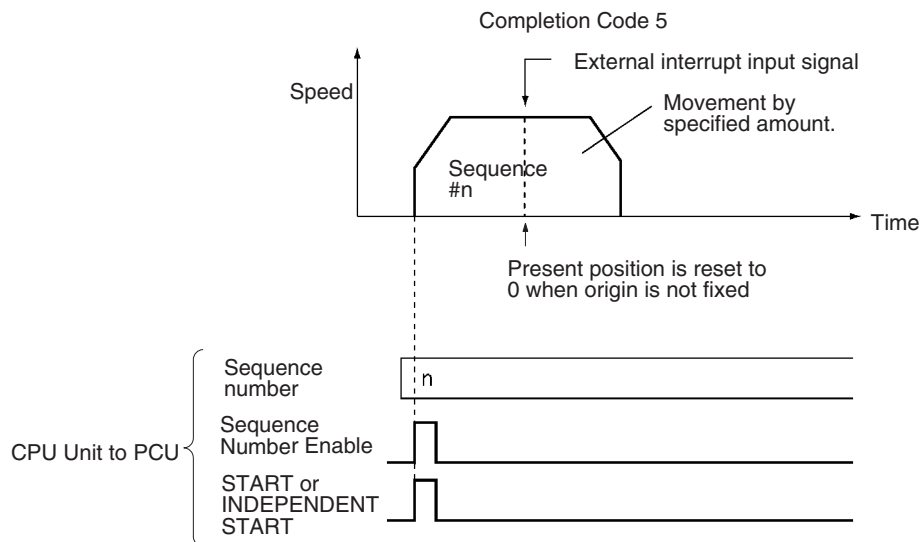 Completion Code 5
External interrupt input signal
Speed
Movement by
specified amount.
Sequence
#n
Time
Present position is reset to
0 when origin is not fixed
Sequence
number
n
Sequence
Number Enable
CPU Unit to PCU
START or
INDEPENDENT
START